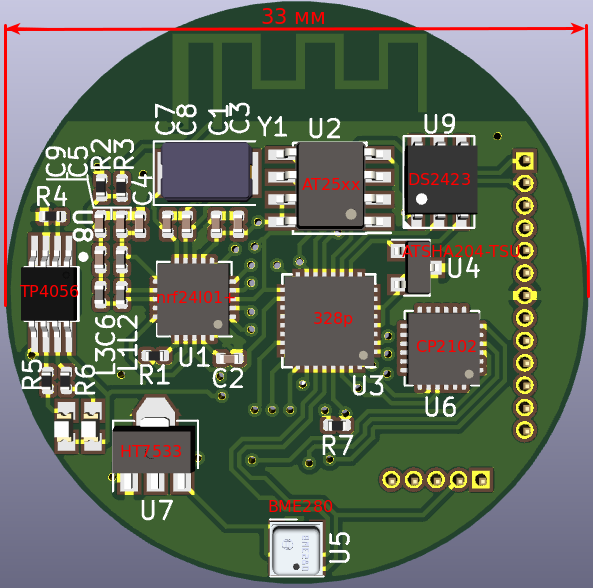 33 мм
C7
C8
C1
C3
Y1
U2
U9
C9
C5
R2
R3
AT25xx
DS2423
C4
R4
U8
ATSHA204-TSU
U4
TP4056
nrf24l01
328p
CP2102
L3
C6
L1
L2
U1
R1
C2
U3
U6
R5
R6
R7
HT7533
U7
BME280
U5